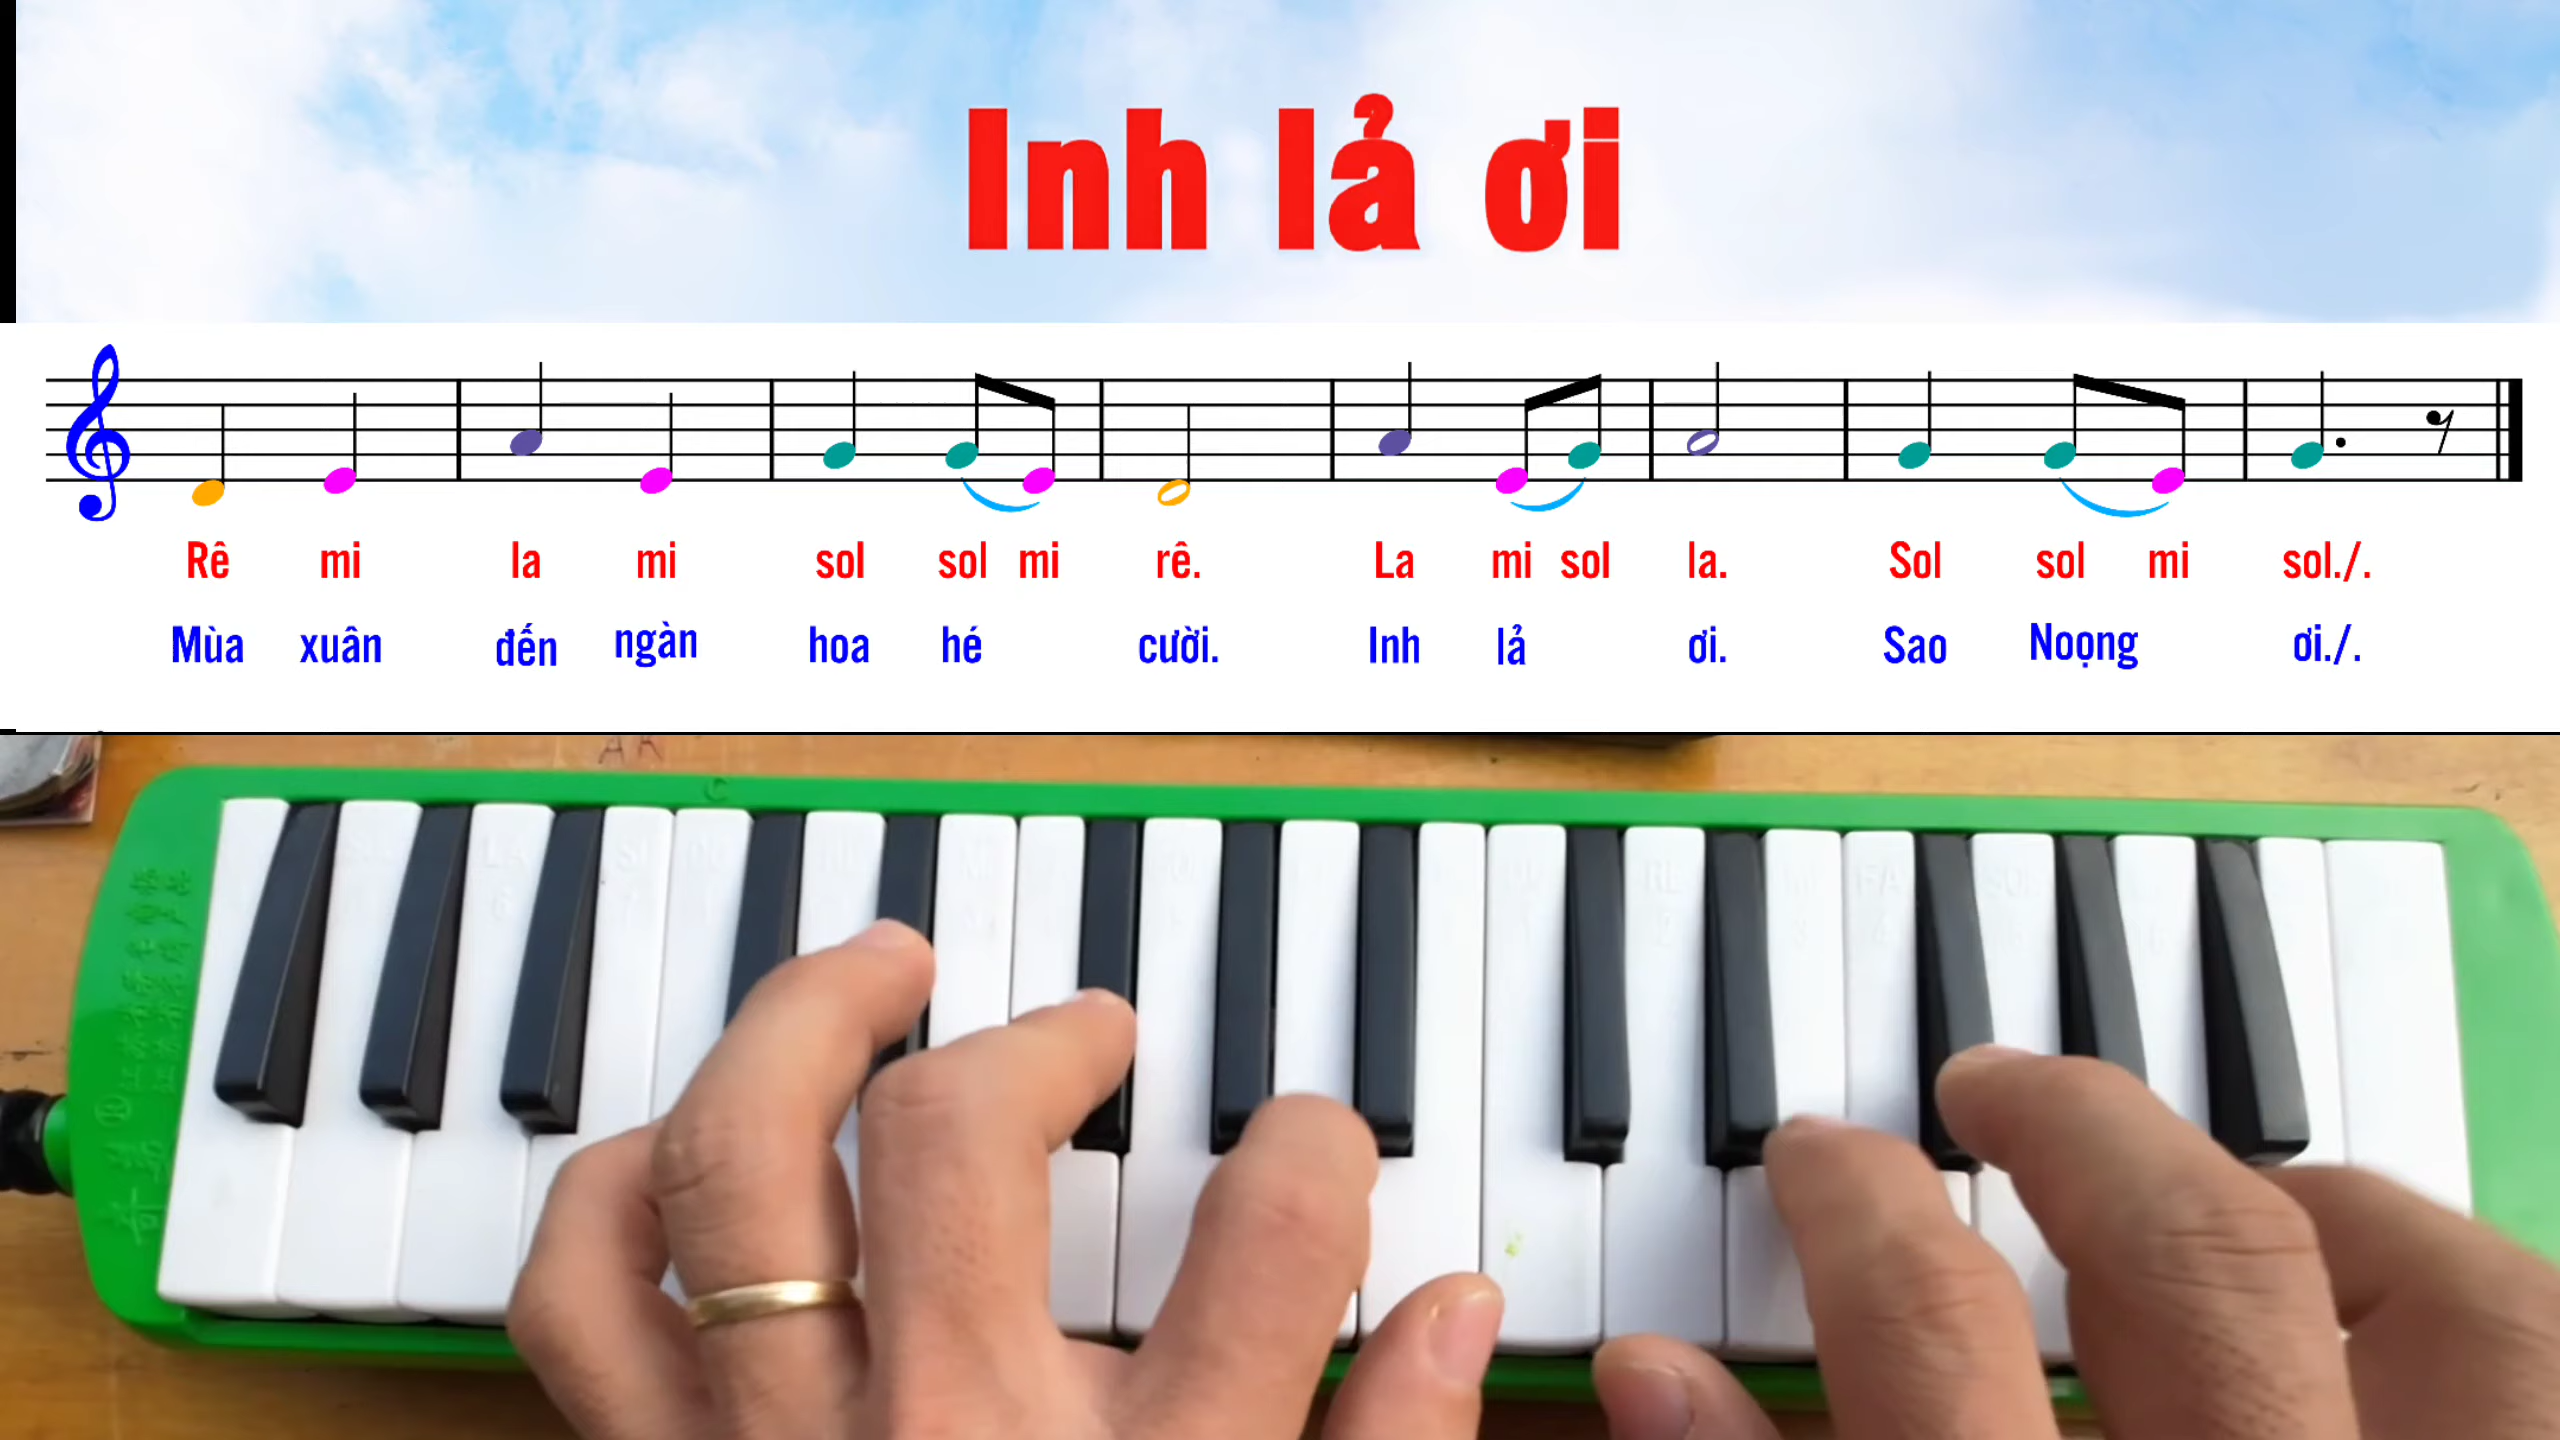 Inh lả ơi
Rê mi la mi sol sol mi rê. La mi sol la. Sol sol mi sol./.
Mùa xuân đến ngàn hoa hé cười. Inh lả ơi. Sao Noọng ơi./.